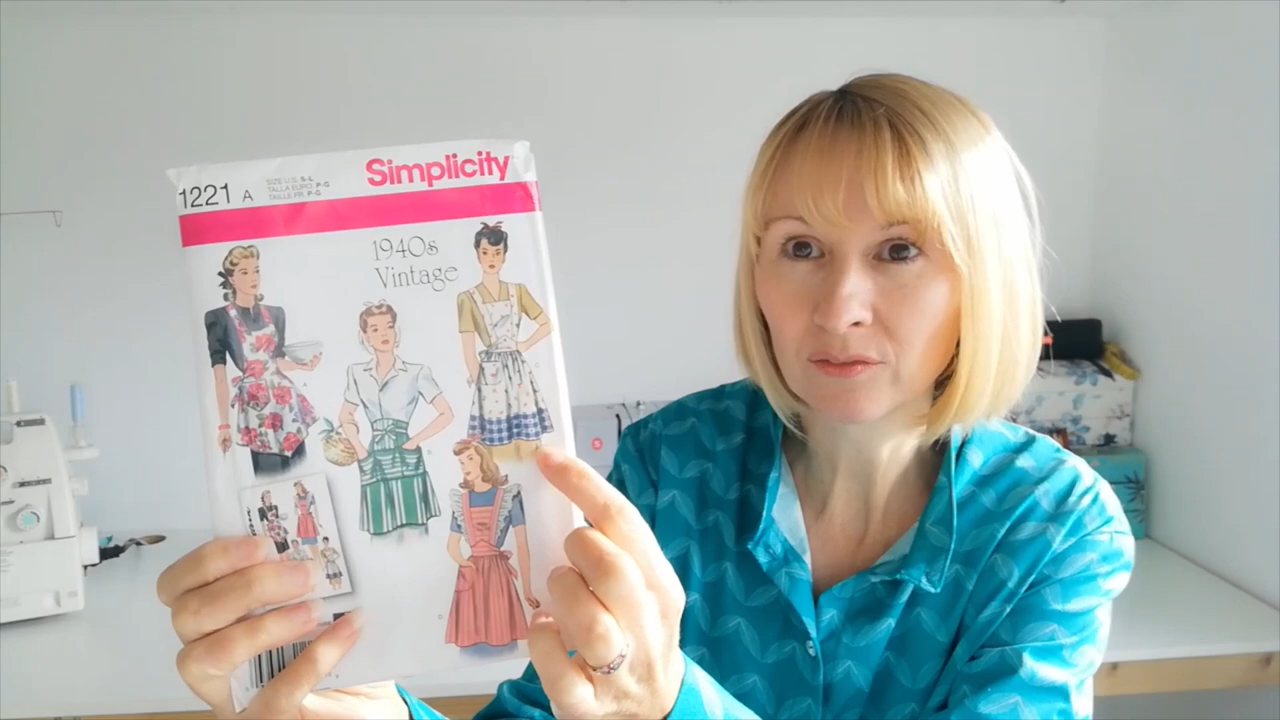 Simplicity
1221 A
SIZE U.S. S-L
TALLA EURO. P-G
TAILLE FR. P-G
1940s
Vintage